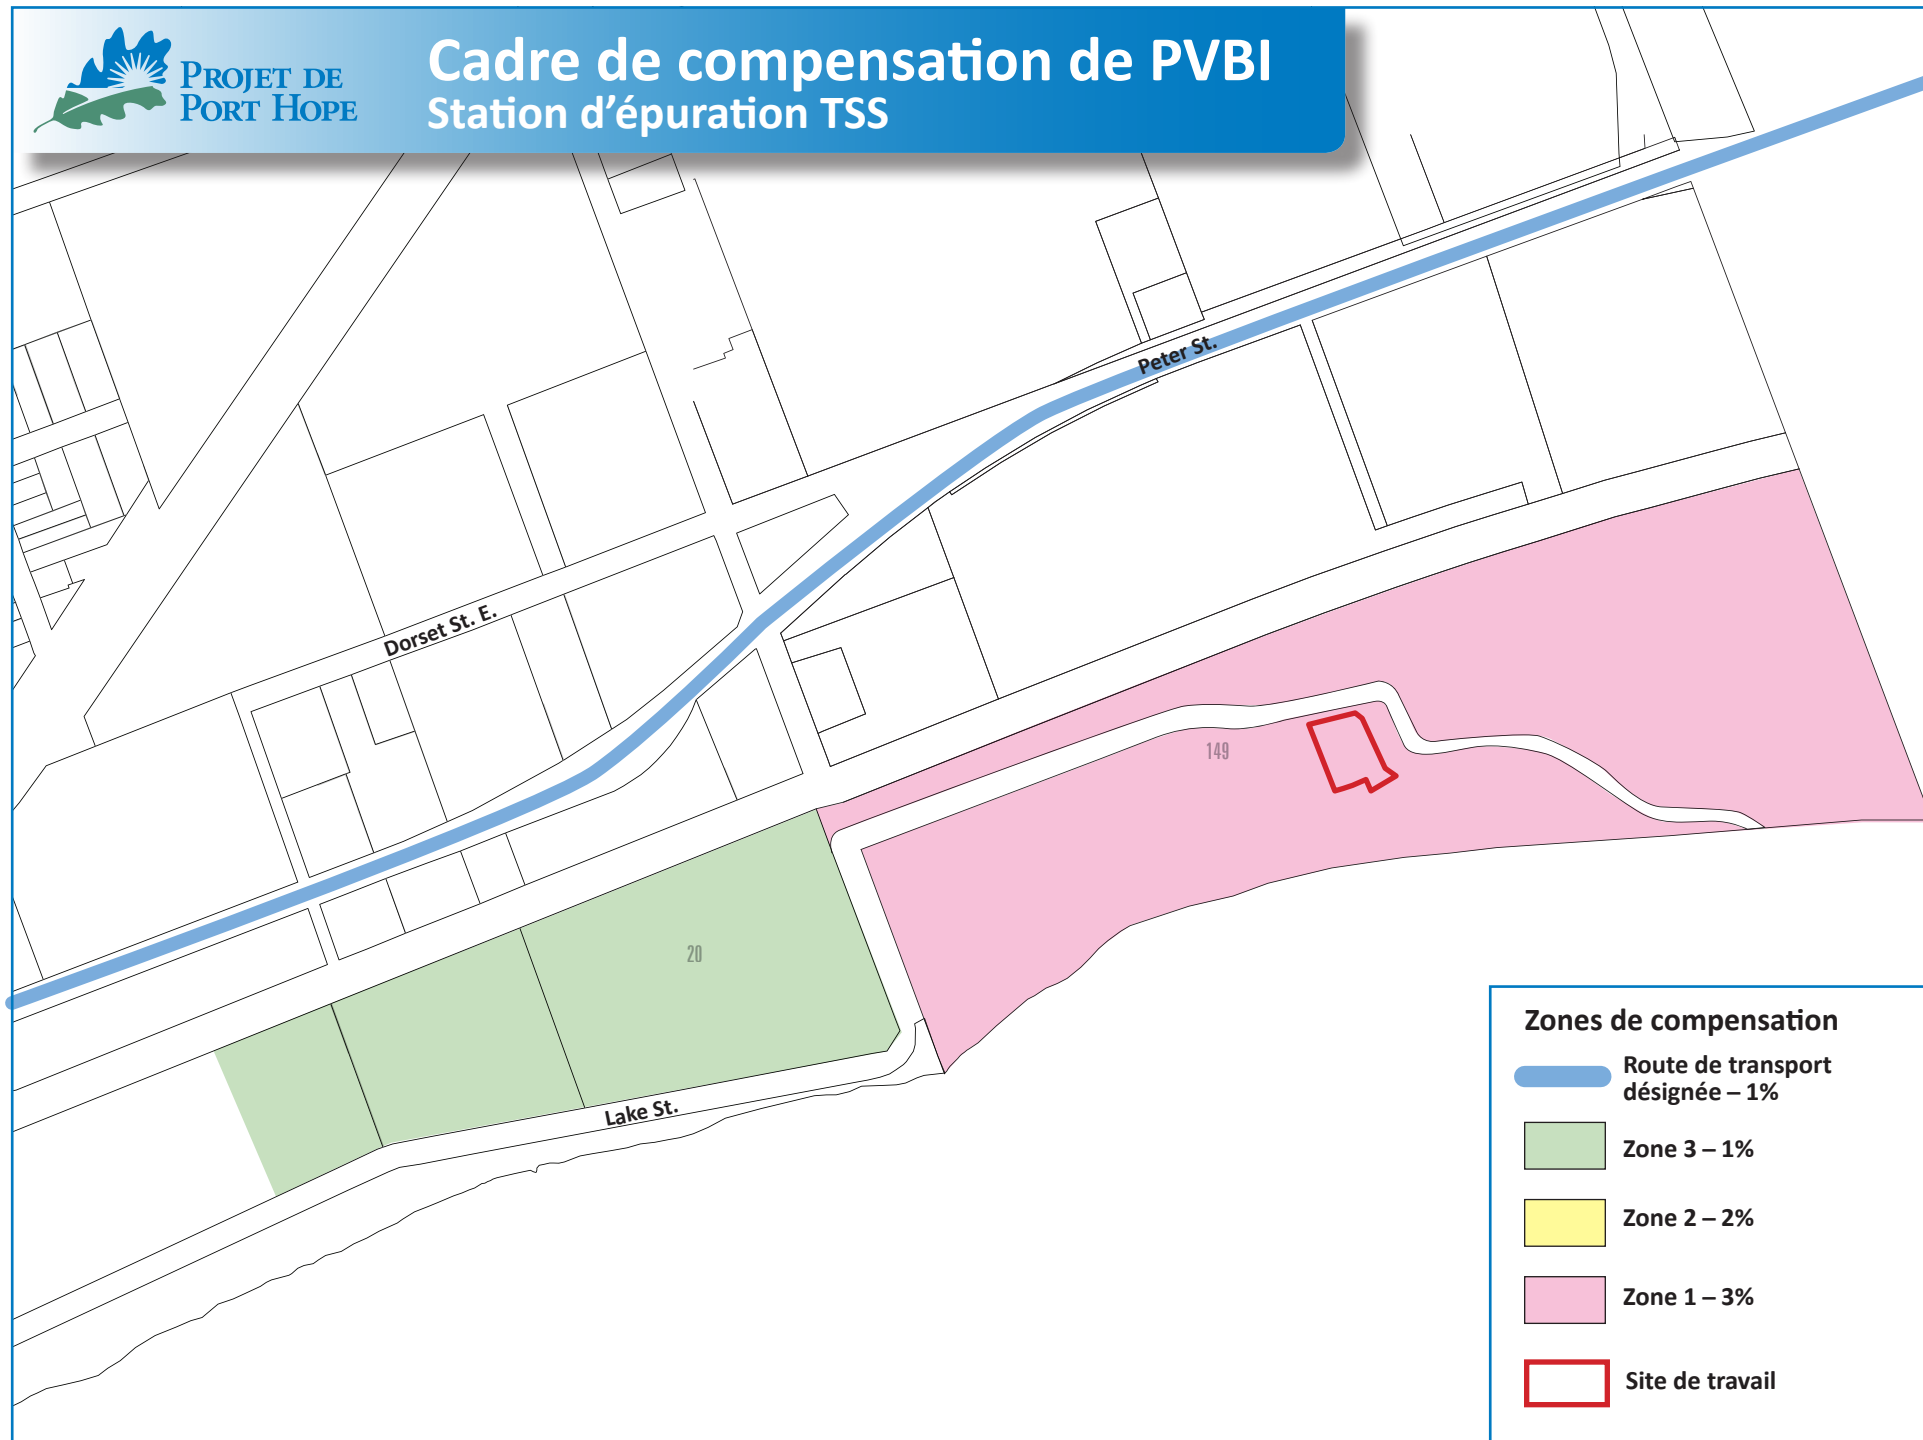 PROJET DE
PORT HOPE
Cadre de compensation de PVBI
Station d'épuration TSS
Peter St.
Dorset St. E.
149
20
Lake St.
Zones de compensation
Route de transport
désignée – 1%
Zone 3 – 1%
Zone 2 – 2%
Zone 1 – 3%
Site de travail